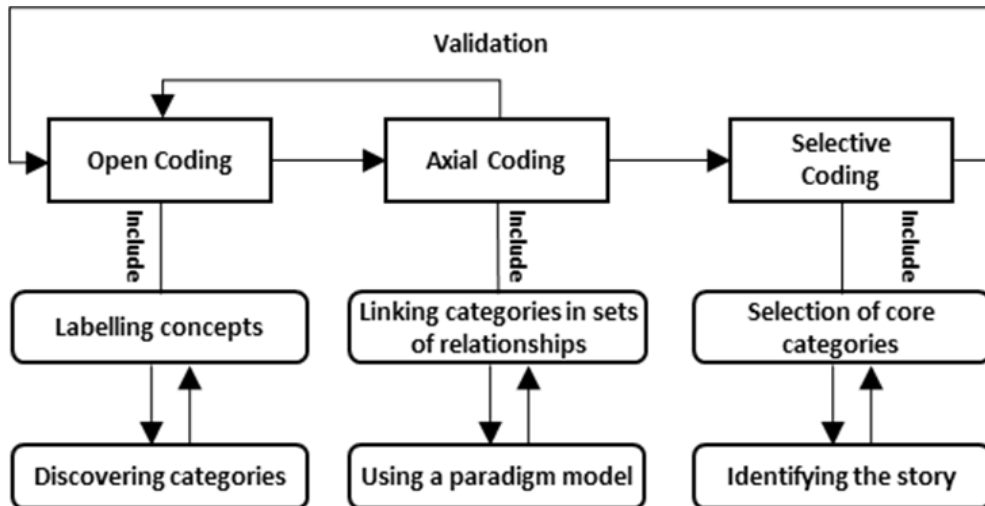 Validation
Open Coding
Axial Coding
Selective
Coding
Include
Include
Include
Labelling concepts
Linking categories in sets
of relationships
Selection of core
categories
Discovering categories
Using a paradigm model
Identifying the story